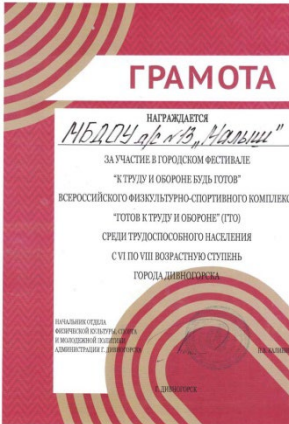 ГРАМОТА
НАГРАЖДАЕТСЯ
МБДОУ д/с №13 „Малыш"
ЗА УЧАСТИЕ В ГОРОДСКОМ ФЕСТИВАЛЕ
"К ТРУДУ И ОБОРОНЕ БУДЬ ГОТОВ"
ВСЕРОССИЙСКОГО ФИЗКУЛЬТУРНО-СПОРТИВНОГО КОМПЛЕКС
"ГОТОВ К ТРУДУ И ОБОРОНЕ" (ГТО)
СРЕДИ ТРУДОСПОСОБНОГО НАСЕЛЕНИЯ
С VI ПО VIII ВОЗРАСТНУЮ СТУПЕНЬ
ГОРОДА ДИВНОГОРСКА
НАЧАЛЬНИК ОТДЕЛА
ФИЗИЧЕСКОЙ КУЛЬТУРЫ, СПОРТА
И МОЛОДЕЖНОЙ ПОЛИТИКИ
АДМИНИСТРАЦИИ Г. ДИВНОГОРСКА
Г. ДИВНОГОРСК